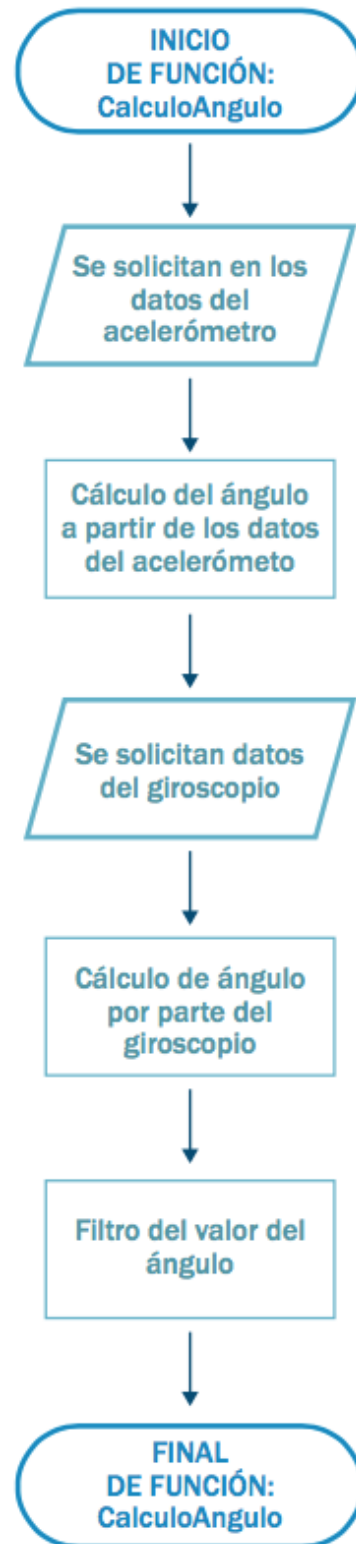 INICIO
DE FUNCIÓN:
CalculoAngulo
Se solicitan en los
datos del
acelerómetro
Cálculo del ángulo
a partir de los datos
del acelerómeto
Se solicitan datos
del giroscopio
Cálculo de ángulo
por parte del
giroscopio
Filtro del valor del
ángulo
FINAL
DE FUNCIÓN:
CalculoAngulo